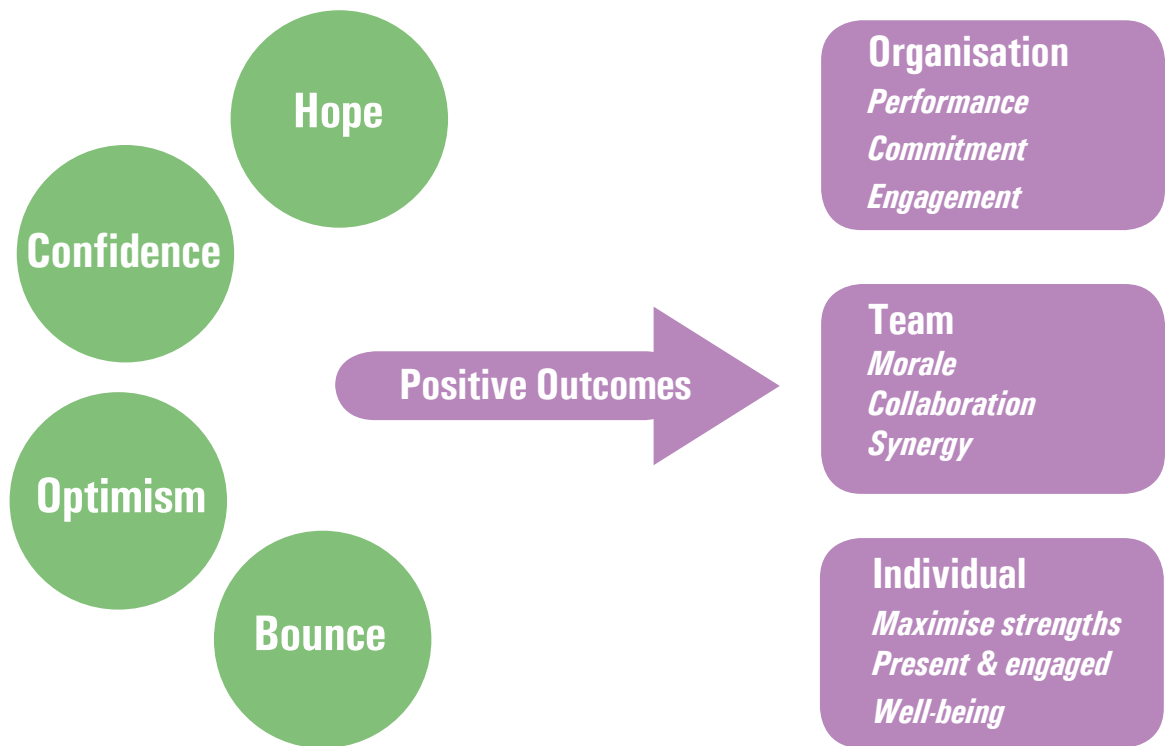 Hope
Confidence
Optimism
Bounce
Positive Outcomes
Organisation
Performance
Commitment
Engagement
Team
Morale
Collaboration
Synergy
Individual
Maximise strengths
Present & engaged
Well-being